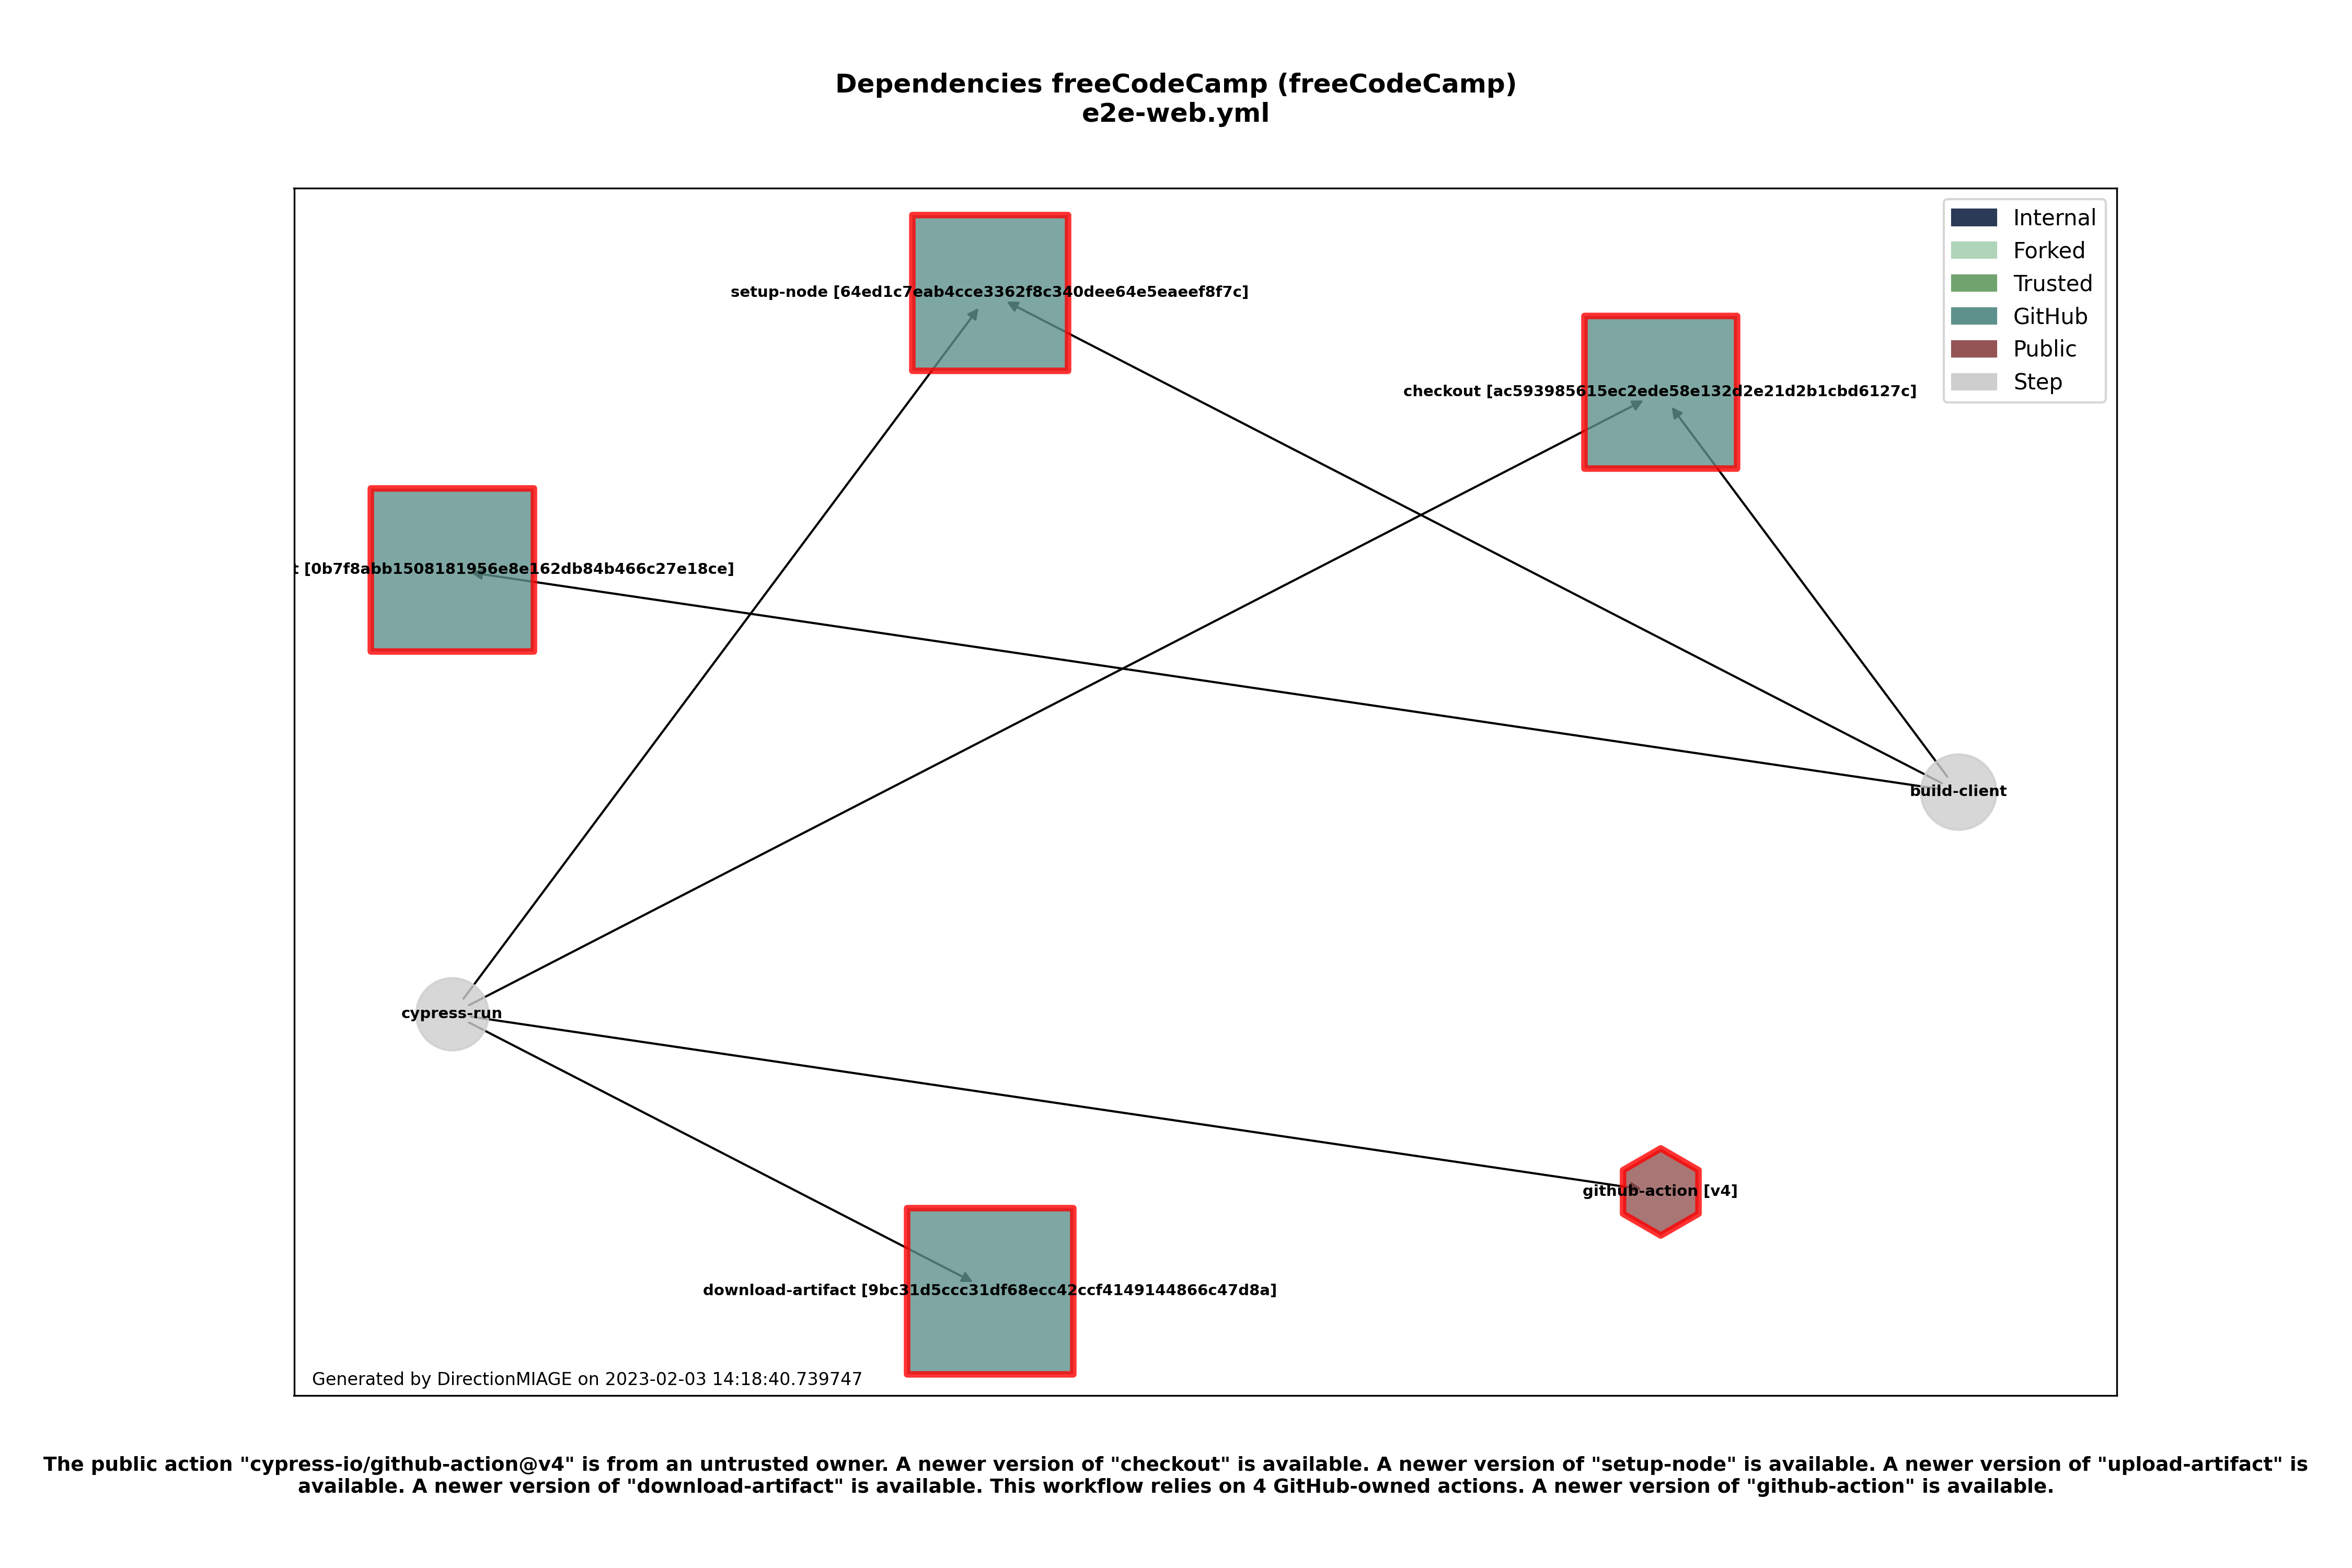 Dependencies freeCodeCamp (freeCodeCamp)
e2e-web.yml
Internal
Forked
Trusted
GitHub
Public
Step
setup-node [64ed1c7eab4cce3362f8c340dee64e5eaeef8f7c]
checkout [ac593985615ec2ede58e132d2e21d2b1cbd6127c]
t [0b7f8abb1508181956e8e162db84b466c27e18ce]
build-client
cypress-run
github-action [v4]
download-artifact [9bc31d5ccc31df68ecc42ccf4149144866c47d8a]
Generated by DirectionMIAGE on 2023-02-03 14:18:40.739747
The public action "cypress-io/github-action@v4" is from an untrusted owner. A newer version of "checkout" is available. A newer version of "setup-node" is available. A newer version of "upload-artifact" is
available. A newer version of "download-artifact" is available. This workflow relies on 4 GitHub-owned actions. A newer version of "github-action" is available.